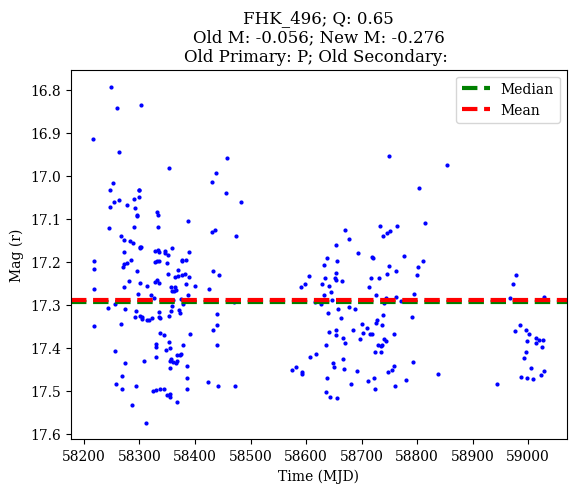 FHK_496; Q: 0.65
Old M: -0.056; New M: -0.276
Old Primary: P; Old Secondary:
Median
Mean
16.8
16.9
17.0
17.1
17.2
17.3
17.4
17.5
17.6
Mag (r)
58200 58300 58400 58500 58600 58700 58800 58900 59000
Time (MJD)